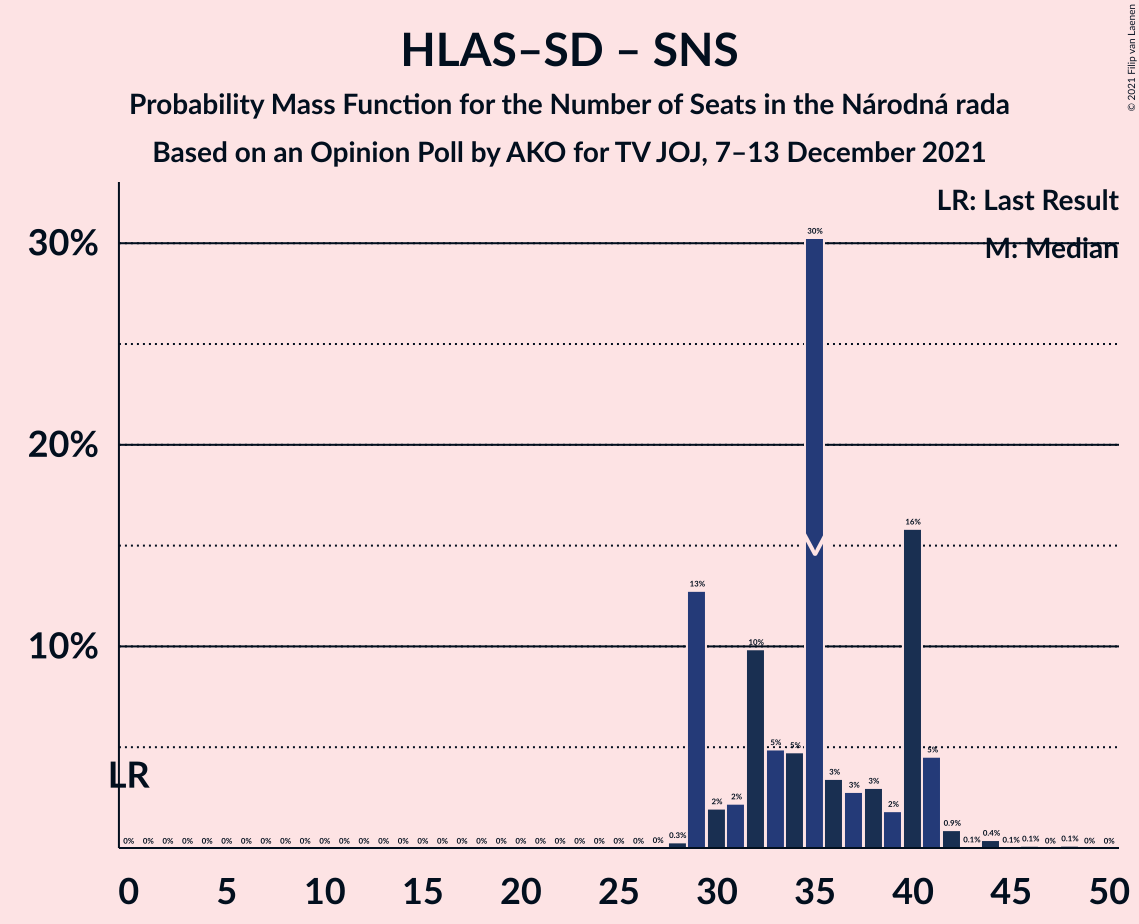 HLAS–SD – SNS
Probability Mass Function for the Number of Seats in the Národná rada
Based on an Opinion Poll by AKO for TV JOJ, 7–13 December 2021
© 2021 Filip van Laenen
LR: Last Result
M: Median
30%
20%
10%
LR
0% 0% 0% 0% 0% 0% 0% 0% 0% 0% 0% 0% 0% 0% 0% 0% 0% 0% 0% 0% 0% 0% 0% 0% 0% 0% 0% 0% 0.3% 13% 2% 2% 10% 5% 5% 30% 3% 3% 3% 2% 16% 5% 0.9% 0.1% 0.4% 0.1% 0.1% 0% 0.1% 0% 0%
0 5 10 15 20 25 30 35 40 45 50